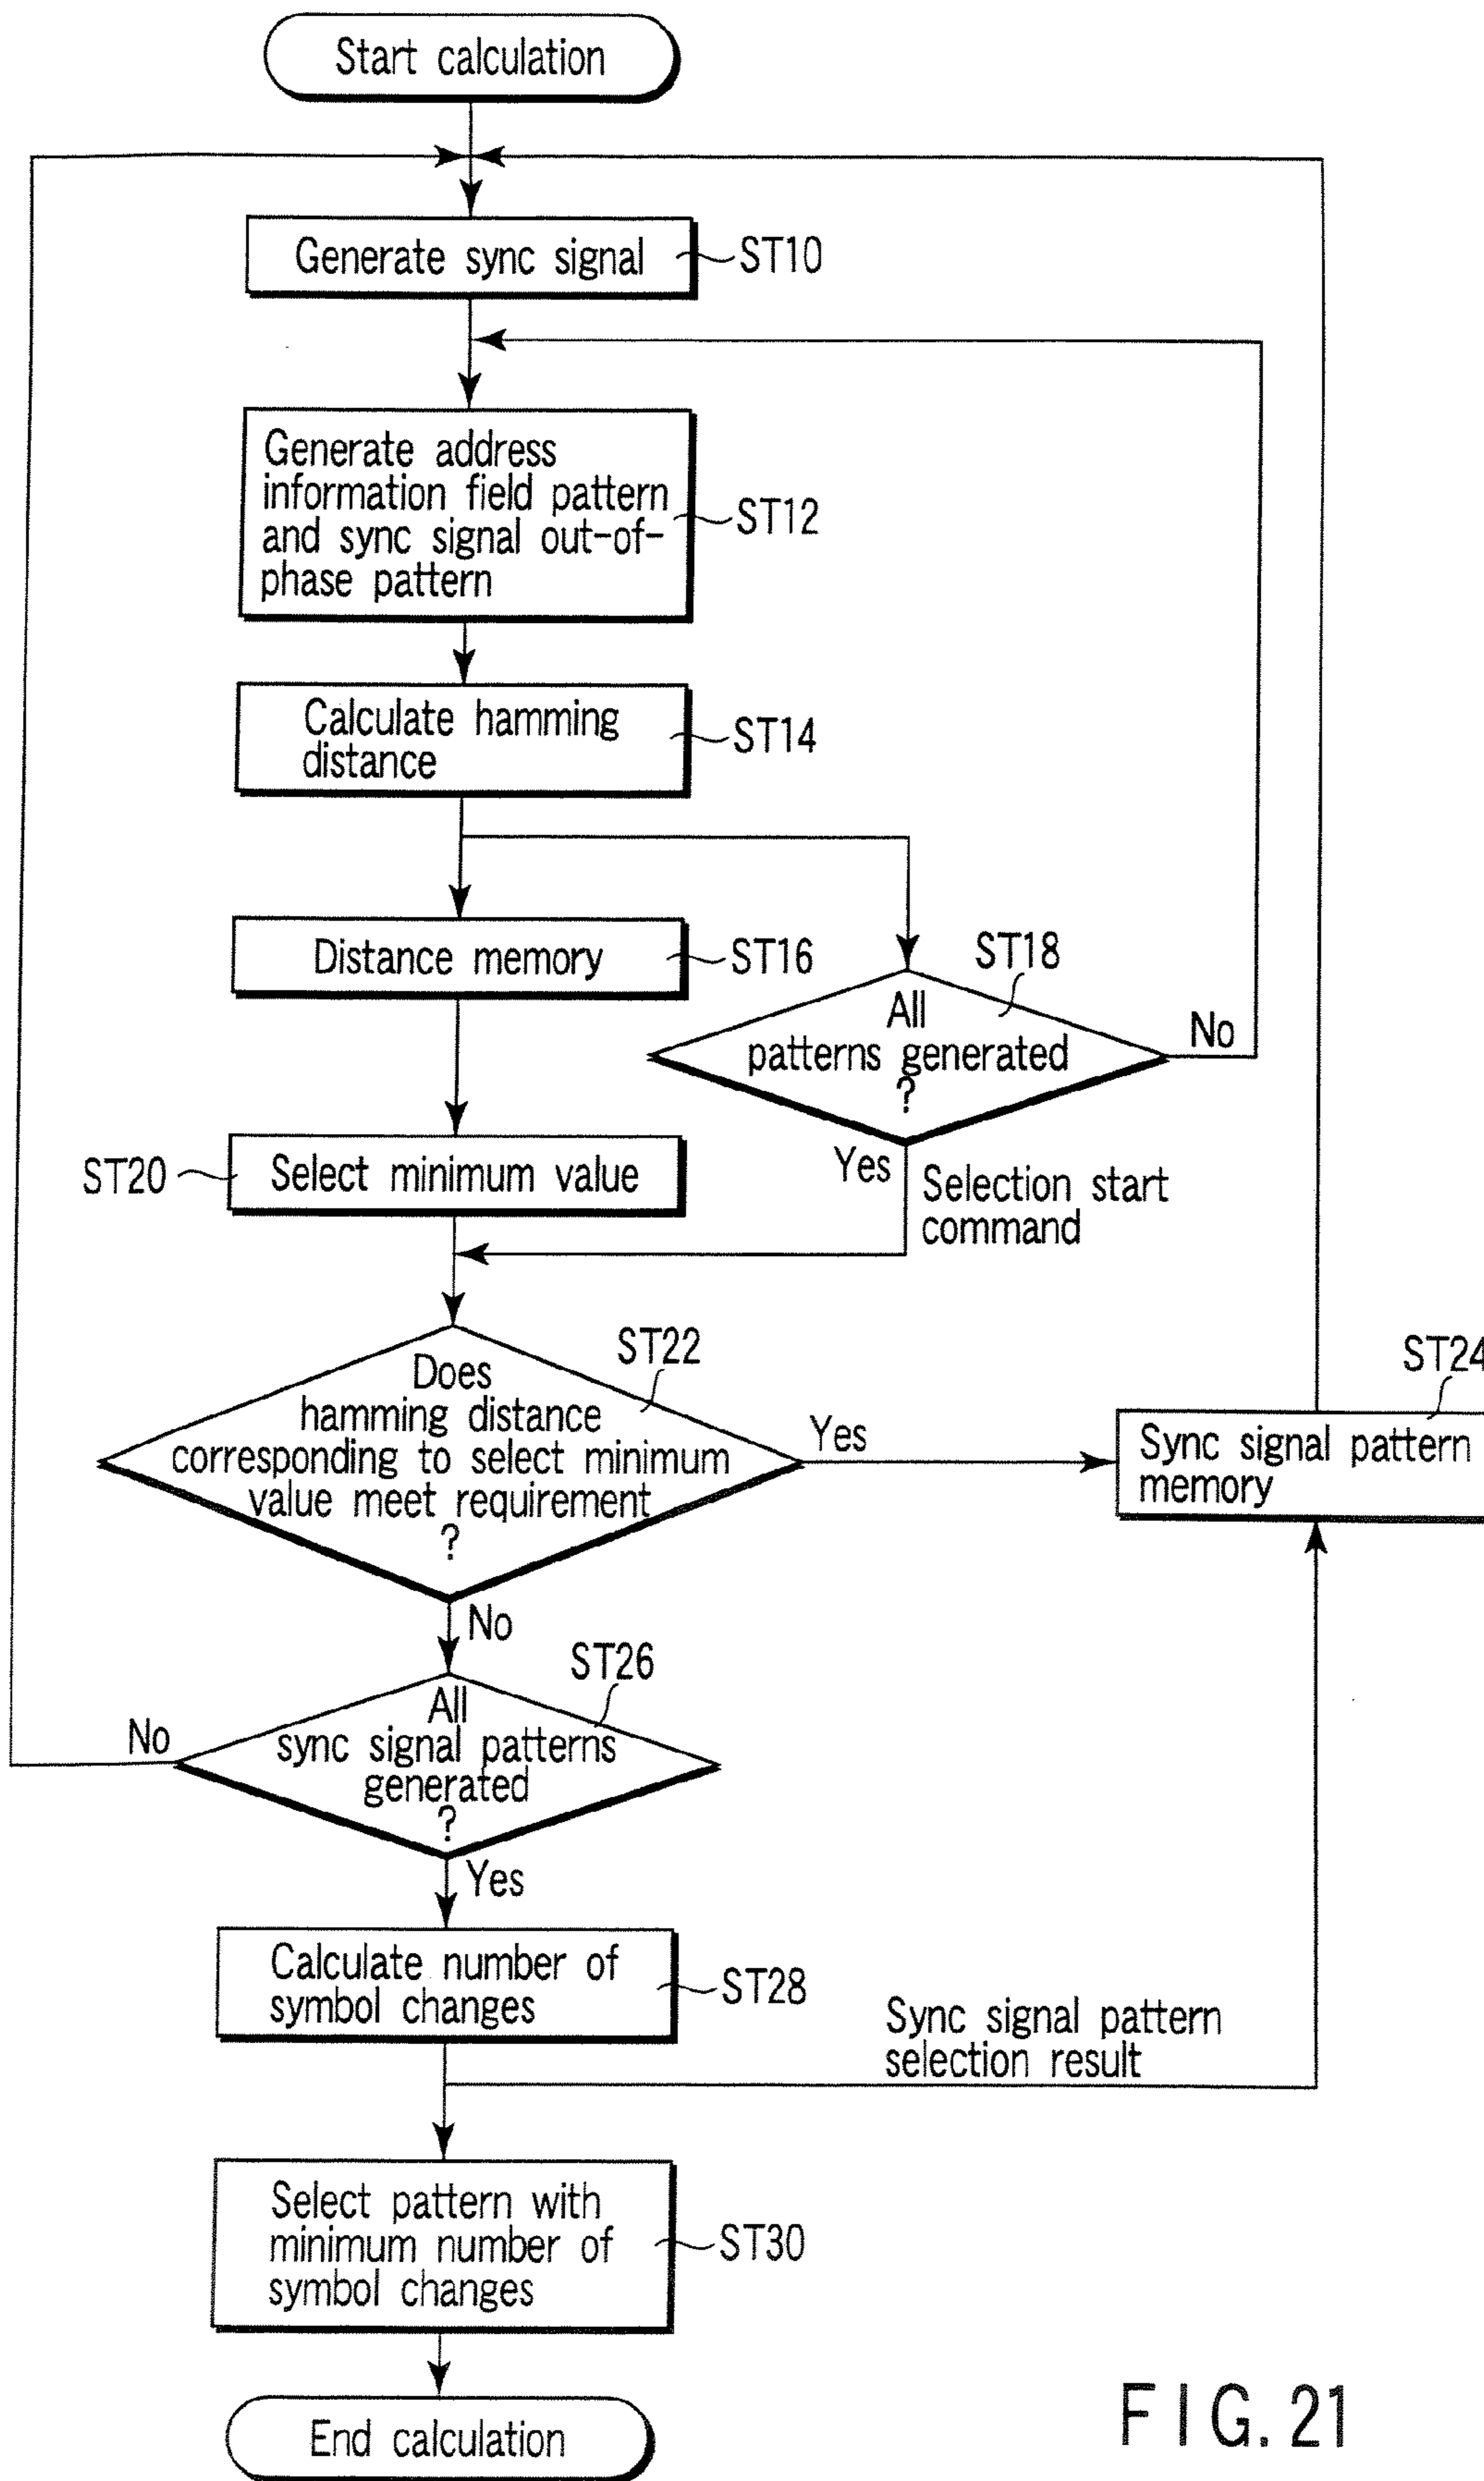 Start calculation
Generate sync signal
ST10
Generate address
information field pattern
and sync signal out-of-
phase pattern
ST12
Calculate hamming
distance
ST14
Distance memory
ST16
ST18
All
patterns generated
?
No
Yes
Selection start
command
ST20
Select minimum value
ST22
Does
hamming distance
corresponding to select minimum
value meet requirement
?
Yes
ST24
Sync signal pattern
memory
No
ST26
All
sync signal patterns
generated
?
No
Yes
Calculate number of
symbol changes
ST28
Sync signal pattern
selection result
Select pattern with
minimum number of
symbol changes
ST30
End calculation
FIG. 21